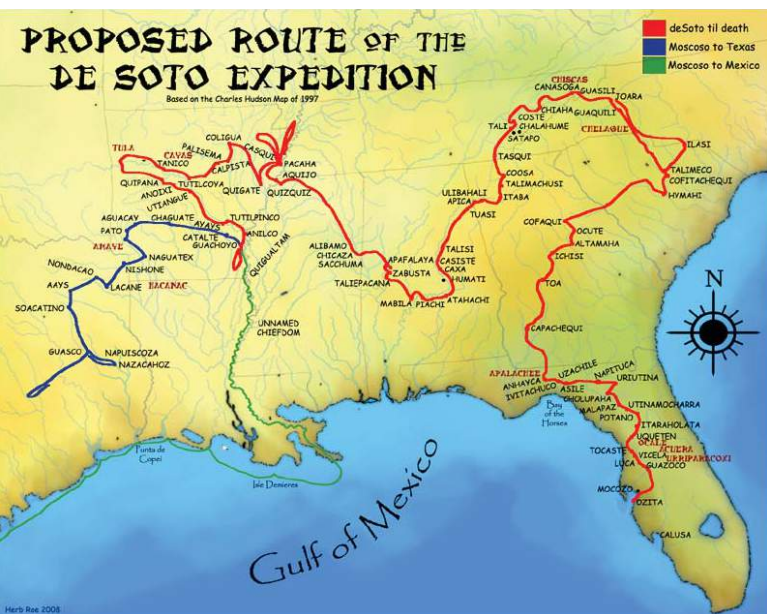 PROPOSED ROUTE OF THE
DE SOTO EXPEDITION
Based on the Charles Hudson Map of 1997
deSoto til death
Moscoso to Texas
Moscoso to Mexico
CHISCAS
CANASOGA
GUASILI
JOARA
CHIAHA
GUAQUILI
COSTE
TALI
CHALAHUME
SATAPO
CHELAQUE
ILASI
TASQUI
TALIMECO
COFITACHEQUI
HYMAHI
COOSA
TALIMACHUSI
ITABA
ULIBAHALI
APICA
TUASI
COLIGUA
CASQUI
PALISEMA
CAYAS
TULA
TANICO
CALPISTA
PACAHA
AQUIJO
QUIZQUIZ
QUIGATE
QUIPANA
TUTILCOYA
ANOIXI
UTIANGUE
TUTILPINCO
AYAYS
ANILCO
CATALTE
GUACHOYO
QUIGUALTAM
AGUACAY
CHAGUATE
PATO
AMAYE
NAGUATEX
NISHONE
NONDACAO
HACANAC
LACANE
AAYS
SOACATINO
GUASCO
NAPUISCOZA
NAZACAHOZ
UNNAMED
CHIEFDOM
ALIBAMO
CHICAZA
SACCHUMA
TALIEPACANA
APAFALAYA
ZABUSTA
MABILA
PIACHI
ATAHACHI
TALISI
CASISTE
CAXA
HUMATI
COFAQUI
OCUTE
ALTAMAHA
ICHISI
TOA
CAPACHEQUI
APALACHEE
ANHAYCA
IVITACHUCO
UZACHILE
ASILE
NAPITUCA
URIUTINA
CHOLUPAHA
MALAPAZ
UTINAMOCHARRA
POTANO
ITARAHOLATA
UQUETEN
OCALE
ACUERA
TOCASTE
VICELA
URRIPARACOXI
LUCA
GUAZOCO
MOCOZO
OZITA
CALUSA
Bay
of the
Horses
Punta de
Copei
Isle Demieres
Gulf of Mexico
N
Herb Roe 2008